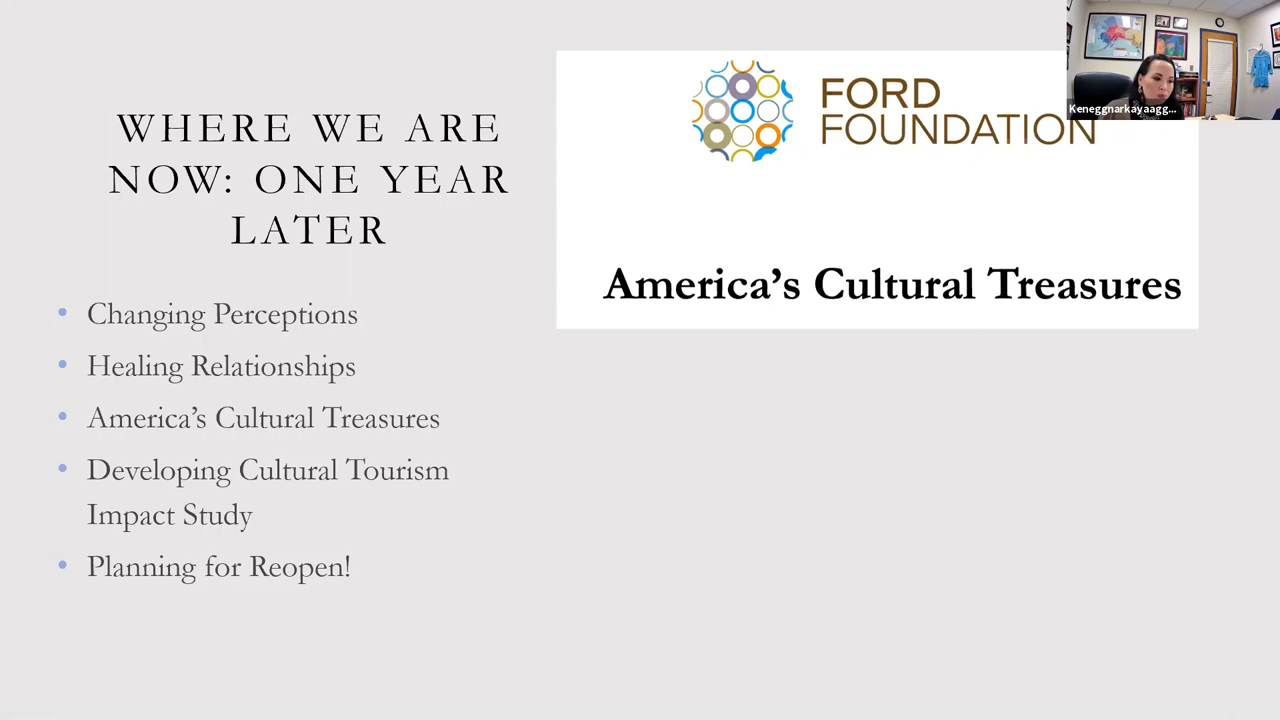 WHERE WE ARE
NOW: ONE YEAR
LATER
• Changing Perceptions
• Healing Relationships
• America's Cultural Treasures
• Developing Cultural Tourism
Impact Study
• Planning for Reopen!
FORD
FOUNDATION
America's Cultural Treasures
Keneggnarkayaagg...